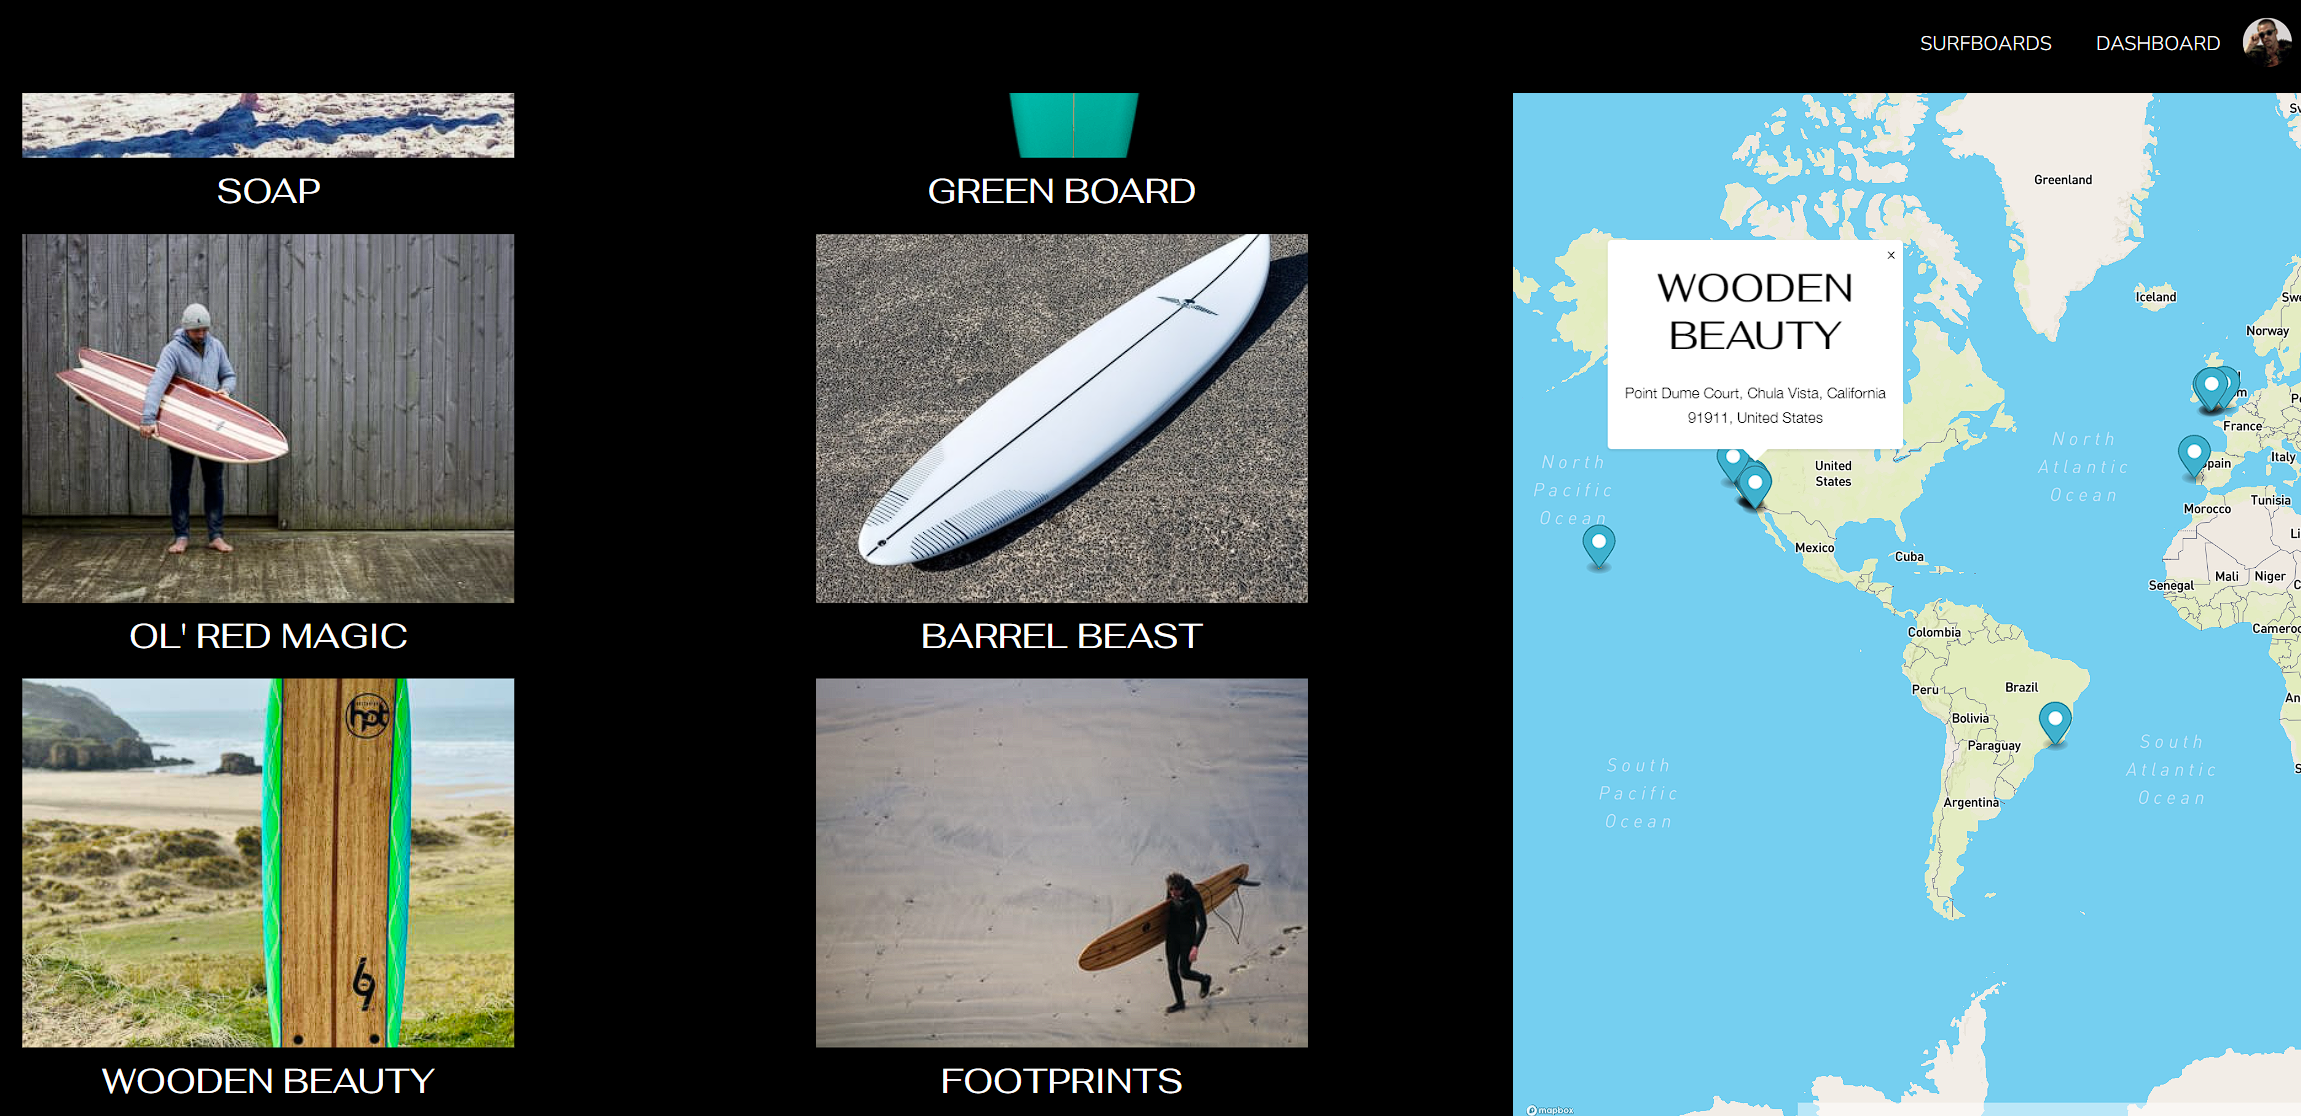 SURFBOARDS DASHBOARD
SOAP
GREEN BOARD
OL' RED MAGIC
BARREL BEAST
hpt
WOODEN BEAUTY
FOOTPRINTS
Greenland
x
WOODEN
BEAUTY
Point Dume Court, Chula Vista, California
91911, United States
Iceland
Norway
France
Italy
North
Atlantic
Ocean
North
Pacific
Ocean
United
States
Tunisia
Morocco
Mexico
Cuba
Mali
Niger
Senegal
Colombia
Peru
Brazil
Bolivia
Paraguay
South
Atlantic
Ocean
South
Pacific
Ocean
Argentina
mapbox